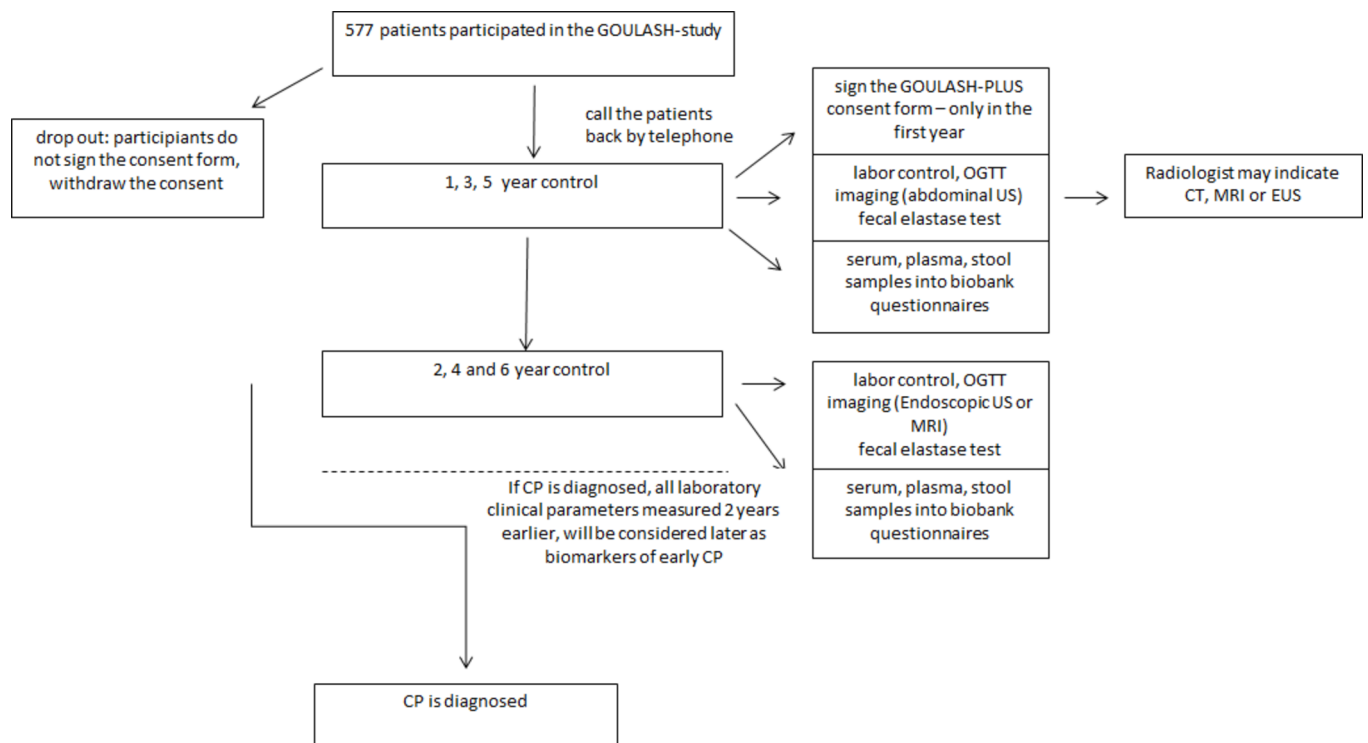 577 patients participated in the GOULASH-study
drop out: participiants do
not sign the consent form,
withdraw the consent
call the patients
back by telephone
1, 3, 5 year control
sign the GOULASH-PLUS
consent form – only in the
first year
labor control, OGTT
imaging (abdominal US)
fecal elastase test
serum, plasma, stool
samples into biobank
questionnaires
Radiologist may indicate
CT, MRI or EUS
2, 4 and 6 year control
labor control, OGTT
imaging (Endoscopic US or
MRI)
fecal elastase test
serum, plasma, stool
samples into biobank
questionnaires
If CP is diagnosed, all laboratory
clinical parameters measured 2 years
earlier, will be considered later as
biomarkers of early CP
CP is diagnosed